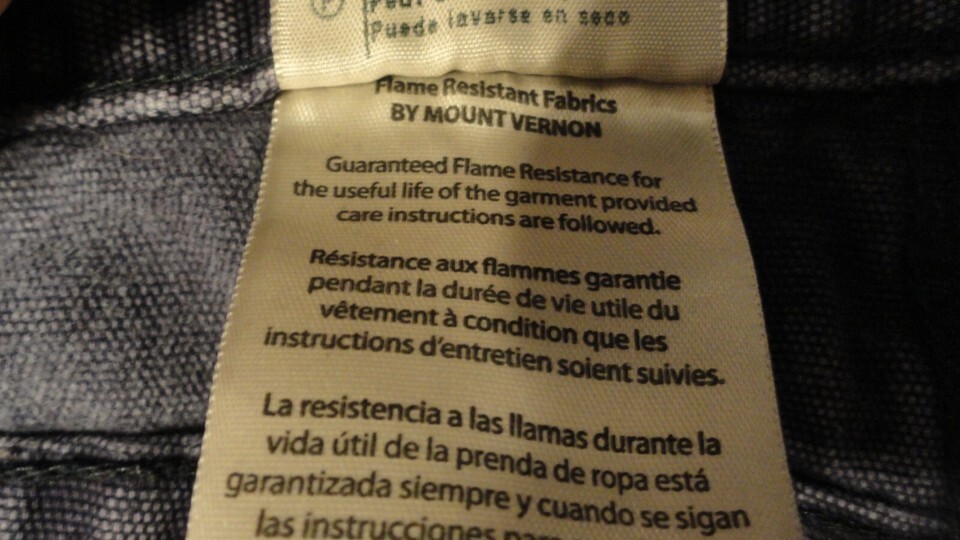 P
Puede lavarse en seco
Flame Resistant Fabrics
BY MOUNT VERNON
Guaranteed Flame Resistance for
the useful life of the garment provided
care instructions are followed.
Résistance aux flammes garantie
pendant la durée de vie utile du
vêtement à condition que les
instructions d'entretien soient suivies.
La resistencia a las llamas durante la
vida útil de la prenda de ropa está
garantizada siempre y cuando se sigan
las instrucciones